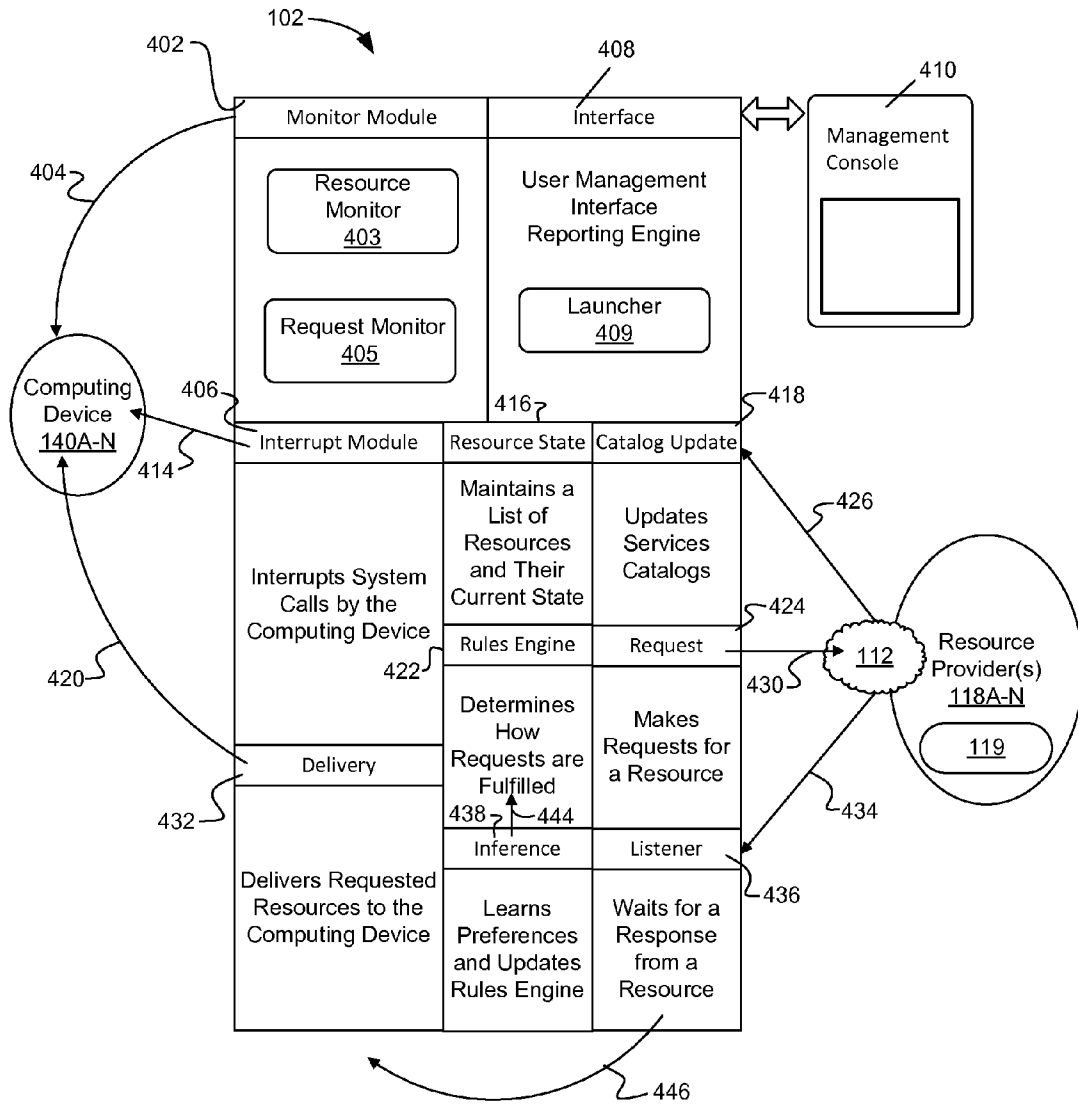 102
402
408
410
Monitor Module
Interface
Management
Console
404
Resource
Monitor
403
User Management
Interface
Reporting Engine
Request Monitor
405
Launcher
409
Computing
Device
140A-N
406
416
418
Interrupt Module
Resource State
Catalog Update
414
Maintains a
List of
Resources
and Their
Current State
Updates
Services
Catalogs
426
Interrupts System
Calls by the
Computing Device
424
420
422
Rules Engine
Request
430
112
Resource
Provider(s)
118A-N
119
Determines
How
Requests are
Fulfilled
Makes
Requests for
a Resource
Delivery
432
438
444
434
Inference
Listener
436
Delivers Requested
Resources to the
Computing Device
Learns
Preferences
and Updates
Rules Engine
Waits for a
Response
from a
Resource
446